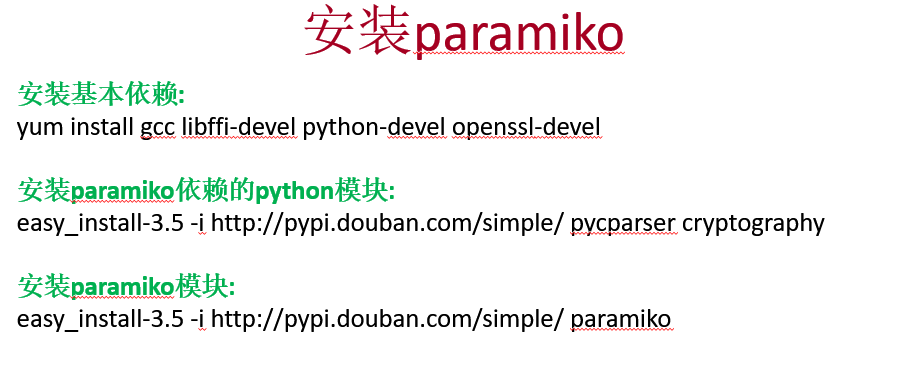 安装paramiko
安装基本依赖:
yum install gcc libffi-devel python-devel openssl-devel
安装paramiko依赖的python模块:
easy_install-3.5 -i http://pypi.douban.com/simple/ pycparser cryptography
安装paramiko模块:
easy_install-3.5 -i http://pypi.douban.com/simple/ paramiko